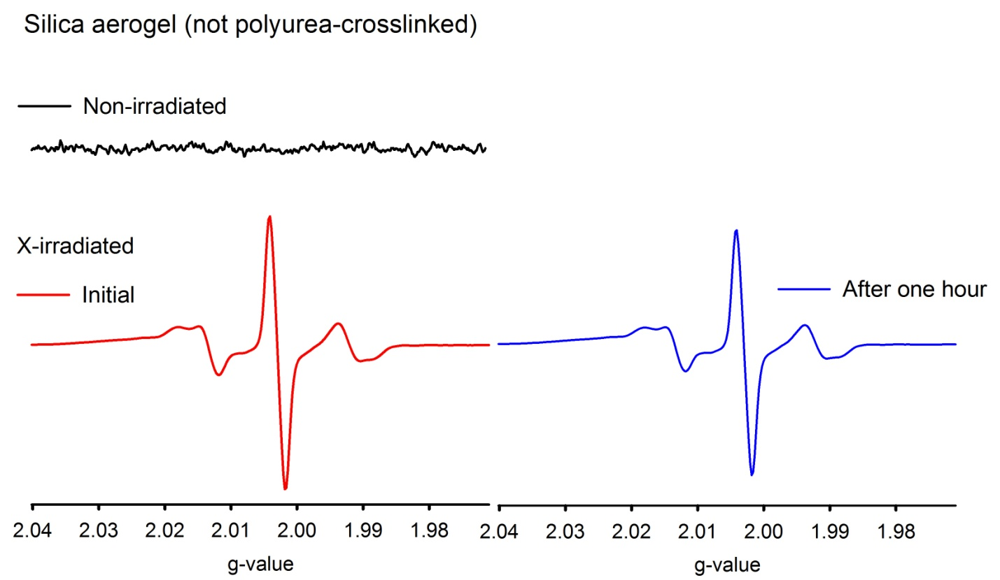 Silica aerogel (not polyurea-crosslinked)
Non-irradiated
X-irradiated
Initial
After one hour
2.04 2.03 2.02 2.01 2.00 1.99 1.98
2.04 2.03 2.02 2.01 2.00 1.99 1.98
g-value
g-value